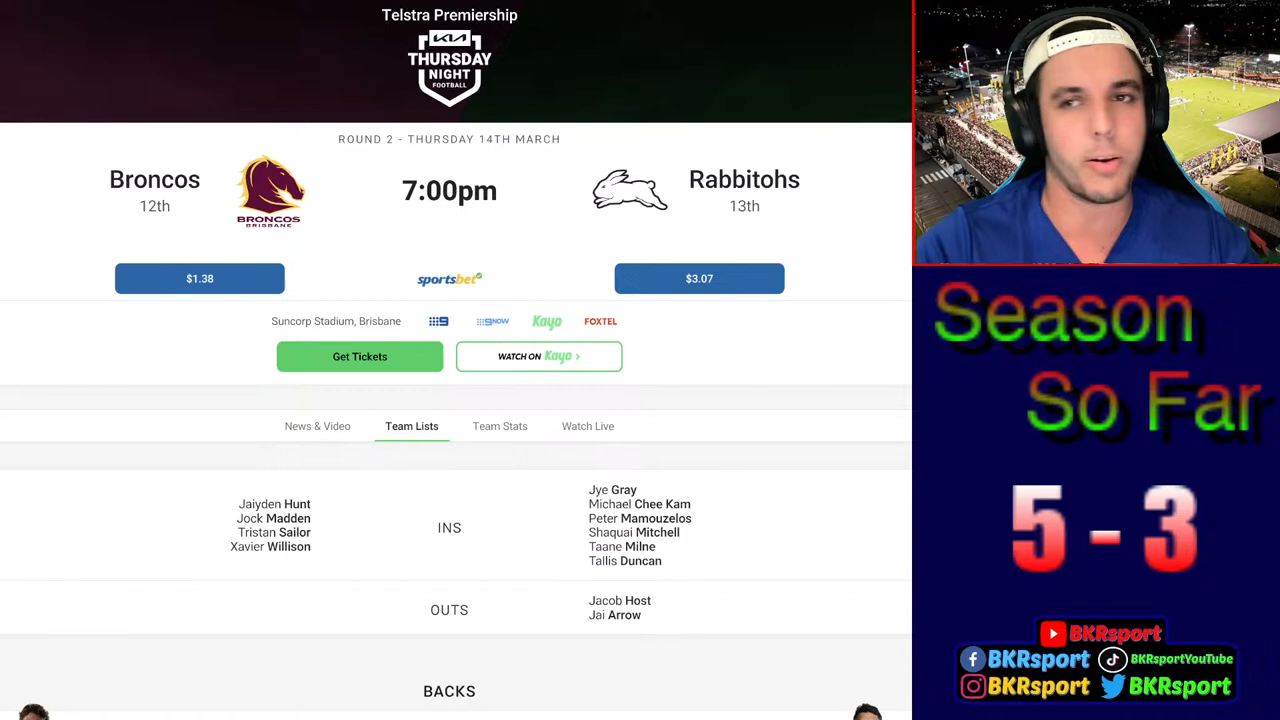 Telstra Premiership
KIA
THURSDAY
NIGHT
FOOTBALL
ROUND 2 - THURSDAY 14TH MARCH
Broncos
12th
BRONCOS
BRISBANE
7:00pm
Rabbitohs
13th
$1.38
sportsbet
$3.07
Suncorp Stadium, Brisbane
9
9NOW
Kayo
FOXTEL
Get Tickets
WATCH ON Kayo >
News & Video
Team Lists
Team Stats
Watch Live
Jaiyden Hunt
Jock Madden
Tristan Sailor
Xavier Willison
INS
Jye Gray
Michael Chee Kam
Peter Mamouzelos
Shaquai Mitchell
Taane Milne
Tallis Duncan
OUTS
Jacob Host
Jai Arrow
BACKS
Season
So Far
5 - 3
BKRsport
BKRsport
BKRsportYouTube
BKRsport
BKRsport